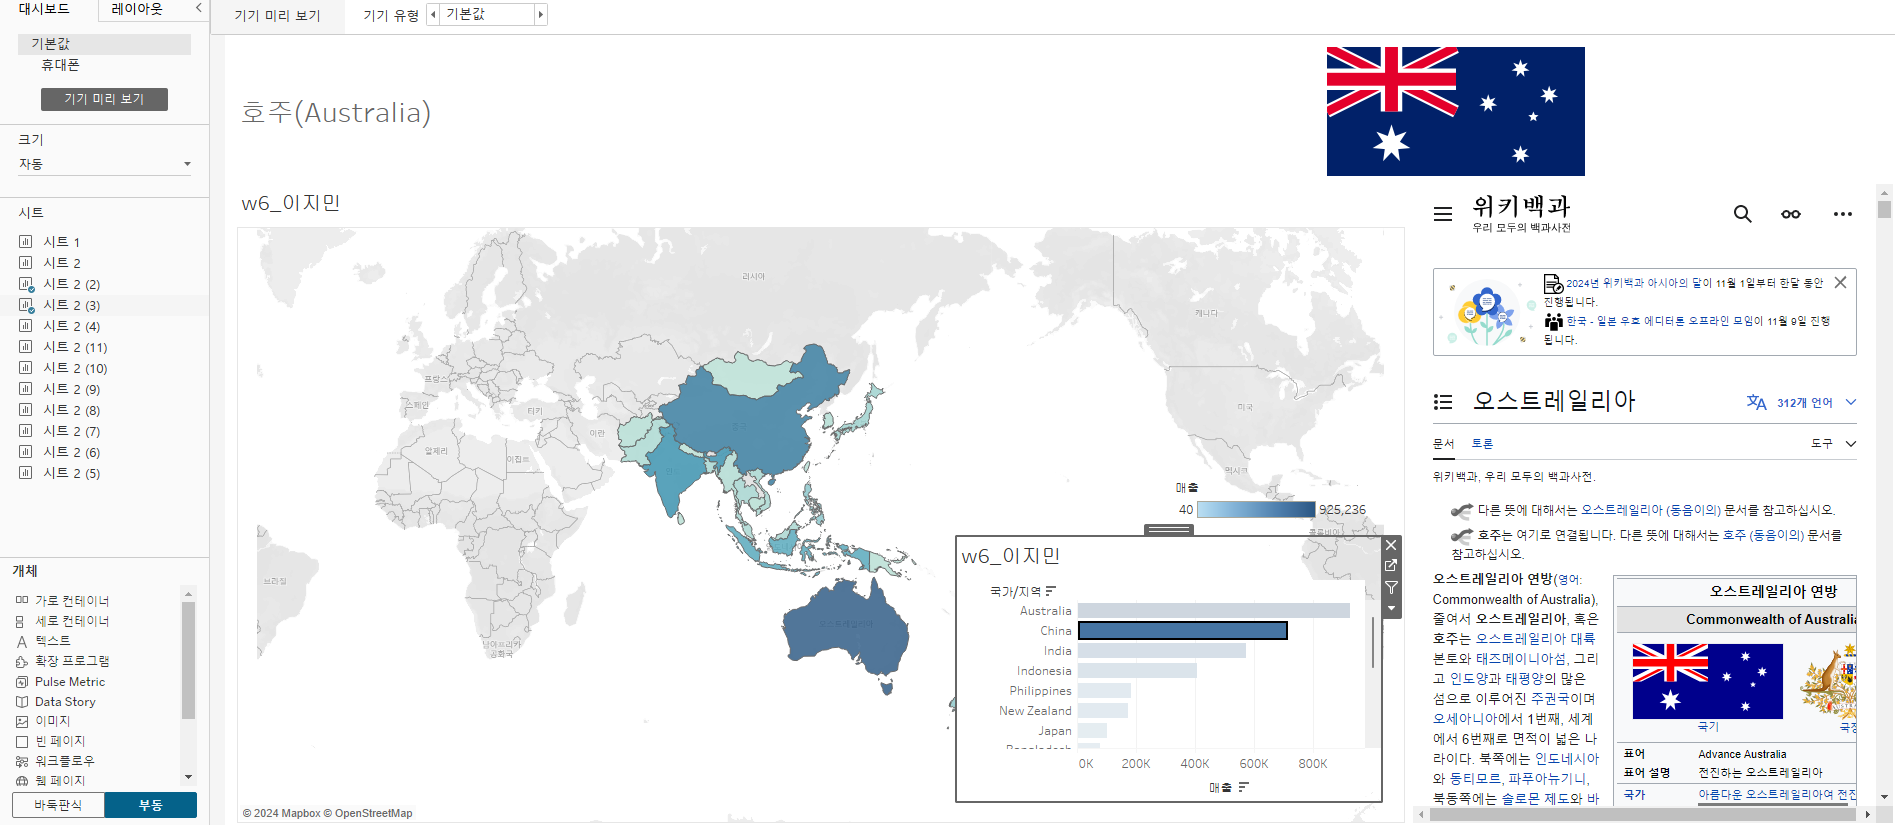 대시보드 레이아웃
기본값
휴대폰
기기 미리 보기
크기
자동
시트
시트 1
시트 2
시트 2 (2)
시트 2 (3)
시트 2 (4)
시트 2 (11)
시트 2 (10)
시트 2 (9)
시트 2 (8)
시트 2 (7)
시트 2 (6)
시트 2 (5)
개체
가로 컨테이너
세로 컨테이너
텍스트
확장 프로그램
Pulse Metric
Data Story
이미지
빈 페이지
워크플로우
웹 페이지
바둑판식 부동
기기 미리 보기 기기 유형 기본값
호주(Australia)
w6_이지민
러시아
캐나다
프랑스
스페인
터키
미국
이란
알제리
이집트
멕시코
브라질
남아프리카
공화국
오스트레일리아
콜롬비아
매출
40 925,236
w6_이지민
국가/지역
Australia
China
India
Indonesia
Philippines
New Zealand
Japan
Bangladesh
0K 200K 400K 600K 800K
매출
© 2024 Mapbox © OpenStreetMap
위키백과
우리 모두의 백과사전
2024년 위키백과 아시아의 달이 11월 1일부터 한달 동안
진행됩니다.
한국 - 일본 우호 에디터톤 오프라인 모임이 11월 9일 진행
됩니다.
오스트레일리아 312개 언어
문서 토론 도구
위키백과, 우리 모두의 백과사전.
다른 뜻에 대해서는 오스트레일리아 (동음이의) 문서를 참고하십시오.
호주는 여기로 연결됩니다. 다른 뜻에 대해서는 호주 (동음이의) 문서를
참고하십시오.
오스트레일리아 연방(영어:
Commonwealth of Australia),
줄여서 오스트레일리아, 혹은
호주는 오스트레일리아 대륙
본토와 태즈메이니아섬, 그리
고 인도양과 태평양의 많은
섬으로 이루어진 주권국이며
오세아니아에서 1번째, 세계
에서 6번째로 면적이 넓은 나
라이다. 북쪽에는 인도네시아
와 동티모르, 파푸아뉴기니,
북동쪽에는 솔로몬 제도와 바
오스트레일리아 연방
Commonwealth of Australia
국기
표어 Advance Australia
표어 설명 전진하는 오스트레일리아
국가 아름다운 오스트레일리아여 전진